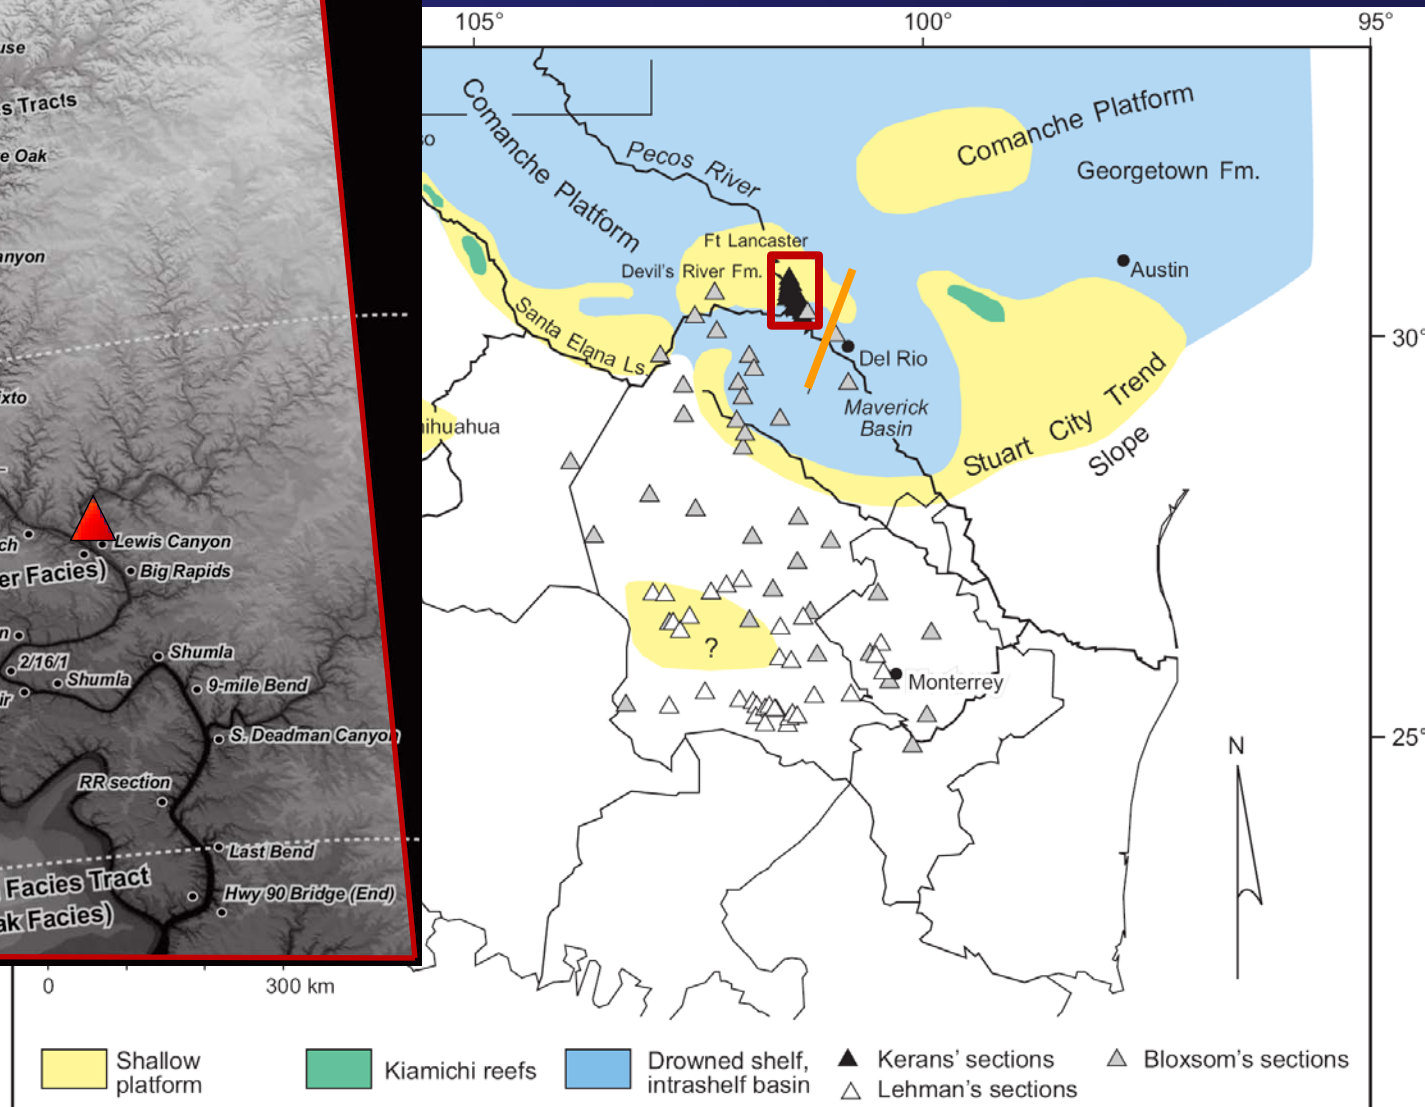 105°
100°
95°
Comanche Platform
Pecos River
Comanche Platform
Georgetown Fm.
Ft Lancaster
Devil's River Fm.
Austin
30°
Santa Elana Ls.
Del Rio
Maverick
Basin
Stuart City Trend
Slope
Monterrey
25°
N
s Tracts
e Oak
Lewis Canyon
er Facies)
Big Rapids
2/16/1
Shumla
Shumla
9-mile Bend
S. Deadman Canyon
RR section
Last Bend
Facies Tract
Hwy 90 Bridge (End)
ak Facies)
0
300 km
Shallow
platform
Kiamichi reefs
Drowned shelf,
intrashelf basin
Kerans' sections
Lehman's sections
Bloxsom's sections